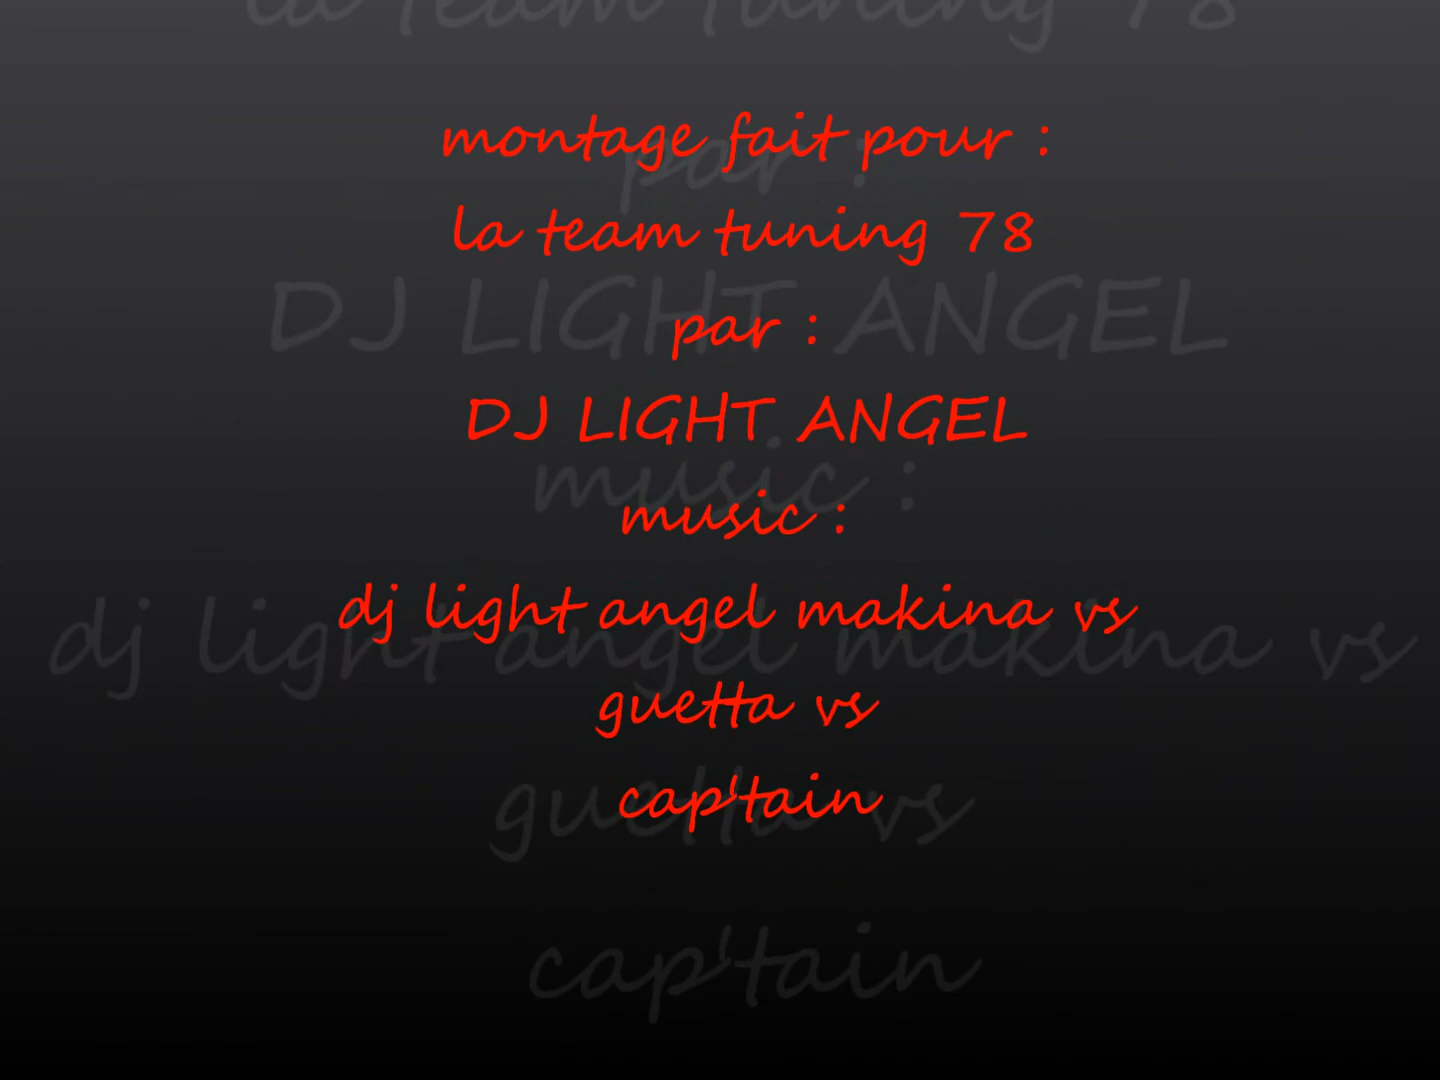 montage fait pour :
la team tuning 78
par :
DJ LIGHT ANGEL
music :
dj light angel makina vs
guetta vs
cap'tain